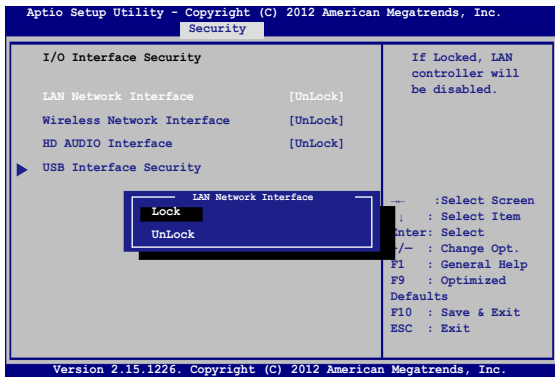 Aptio Setup Utility - Copyright (C) 2012 American Megatrends, Inc.
Security
I/O Interface Security
LAN Network Interface [UnLock]
Wireless Network Interface [UnLock]
HD AUDIO Interface [UnLock]
USB Interface Security
If Locked, LAN
controller will
be disabled.
LAN Network Interface
Lock
UnLock
→← :Select Screen
↓ : Select Item
Enter: Select
+/— : Change Opt.
F1 : General Help
F9 : Optimized
Defaults
F10 : Save & Exit
ESC : Exit
Version 2.15.1226. Copyright (C) 2012 American Megatrends, Inc.